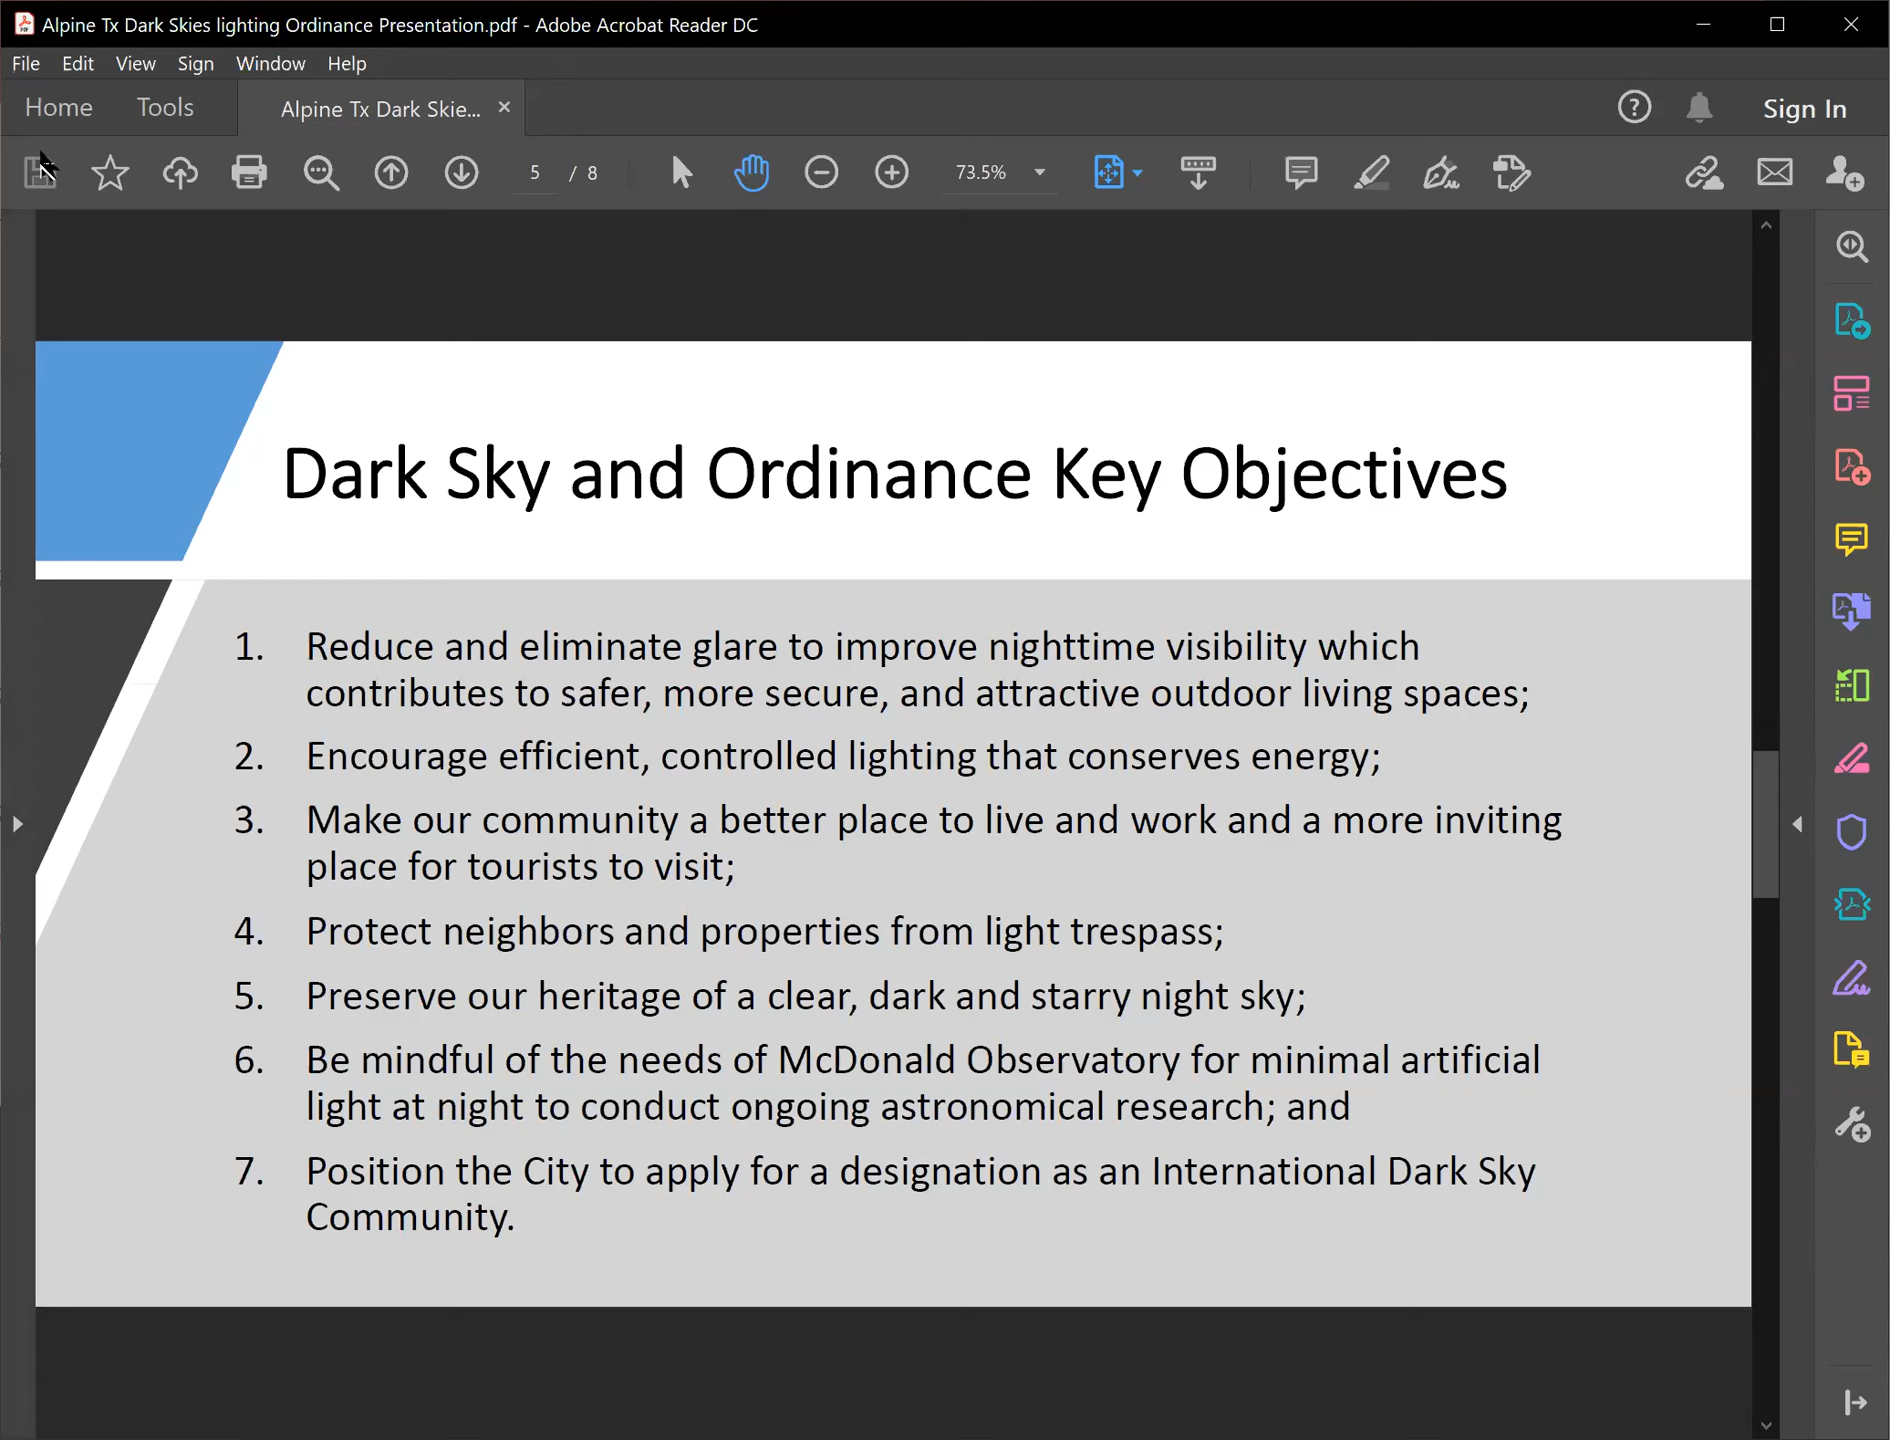 Alpine Tx Dark Skies lighting Ordinance Presentation.pdf - Adobe Acrobat Reader DC
File Edit View Sign Window Help
Home Tools Alpine Tx Dark Skie... Sign In
5 / 8 73.5%
Dark Sky and Ordinance Key Objectives
1. Reduce and eliminate glare to improve nighttime visibility which
contributes to safer, more secure, and attractive outdoor living spaces;
2. Encourage efficient, controlled lighting that conserves energy;
3. Make our community a better place to live and work and a more inviting
place for tourists to visit;
4. Protect neighbors and properties from light trespass;
5. Preserve our heritage of a clear, dark and starry night sky;
6. Be mindful of the needs of McDonald Observatory for minimal artificial
light at night to conduct ongoing astronomical research; and
7. Position the City to apply for a designation as an International Dark Sky
Community.